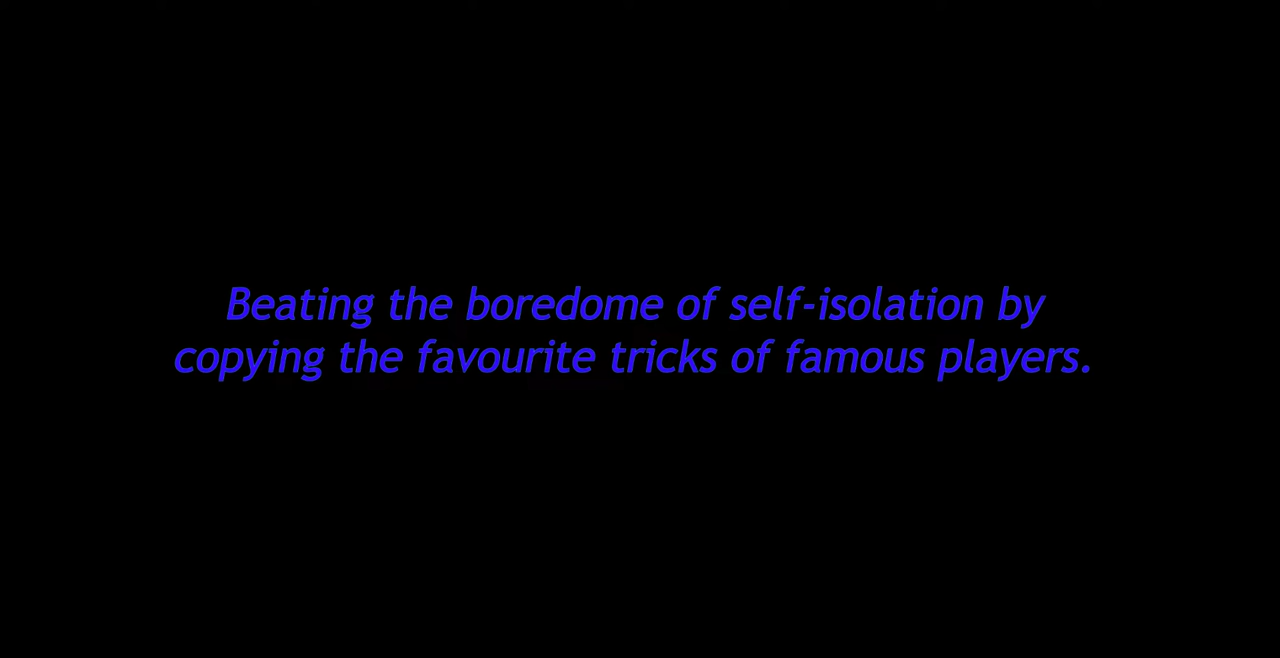 Beating the boredome of self-isolation by
copying the favourite tricks of famous players.